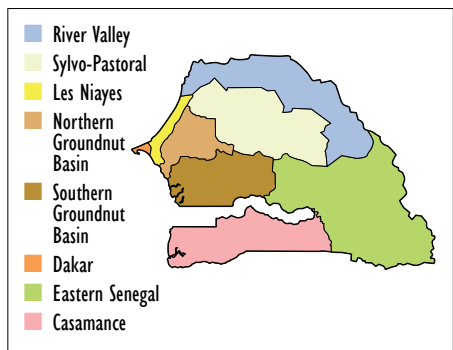 River Valley
Sylvo-Pastoral
Les Niayes
Northern
Groundnut
Basin
Southern
Groundnut
Basin
Dakar
Eastern Senegal
Casamance